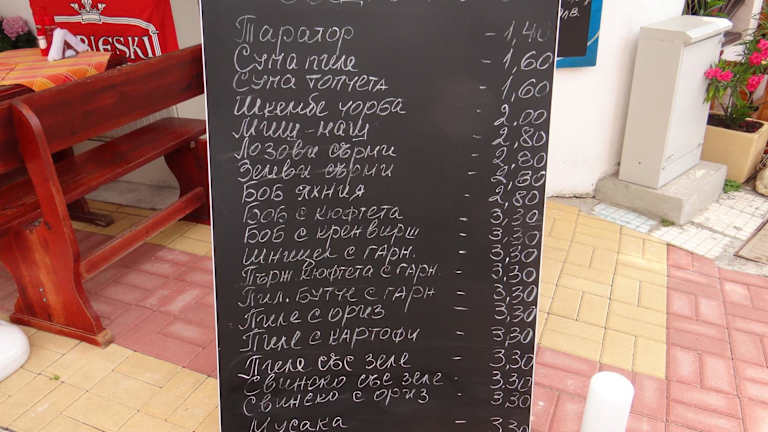 Таратор - 1,40
Супа пиле - 1,60
Супа топчета - 1,60
Шкембе чорба - 2.00
Миш-маш - 2,80
Лозови сърми - 2,80
Зелеви сърми - 2,80
Боб яхния - 2,80
Боб с кюфтета - 3,30
Боб с кренвирш - 3.30
Шницел с гарн. - 3,30
Пърж. кюфтета с гарн. - 3,30
Пил. бутче с гарн - 3,30
Пиле с ориз - 3.30
Пиле с картофи - 3,30
Пиле със зеле - 3.30
Свинско със зеле - 3.30
Свинско с ориз - 3.30
Мусака - 3.30